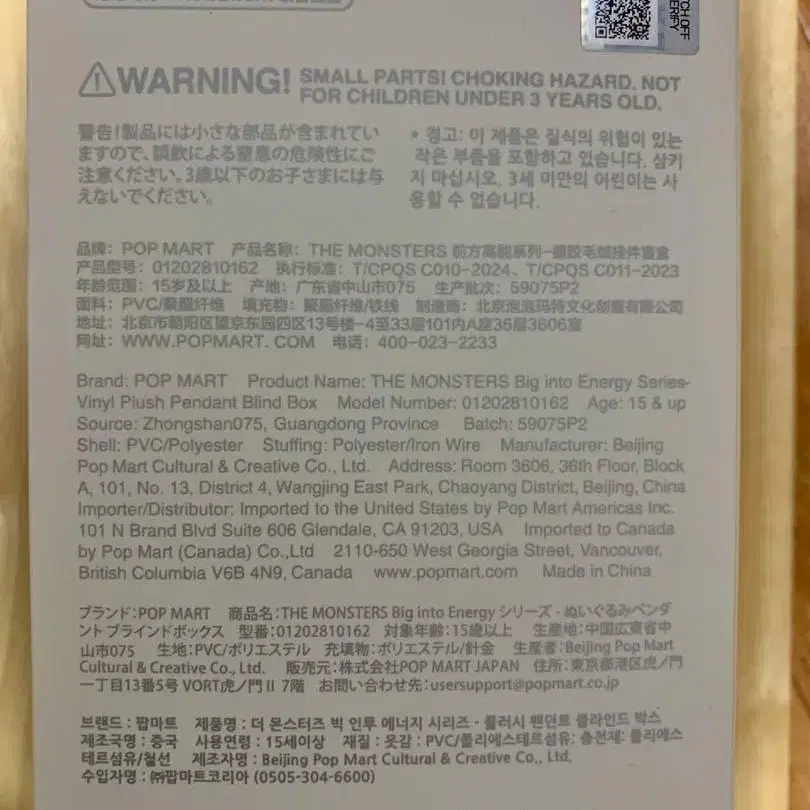 TCH OFF
ERIFY
WARNING! SMALL PARTS! CHOKING HAZARD. NOT
FOR CHILDREN UNDER 3 YEARS OLD.
警告!製品には小さな部品が含まれてい
ますので、誤飲による窒息の危険性にご
注意ください。3歳以下のお子さまには与
えないでください。
* 경고: 이 제품은 질식의 위험이 있는
작은 부품을 포함하고 있습니다. 삼키
지 마십시오. 3세 미만의 어린이는 사
용할 수 없습니다.
品牌: POP MART 产品名称: THE MONSTERS 前方高能系列-搪胶毛绒挂件盲盒
产品型号: 01202810162 执行标准: T/CPQS C010-2024、T/CPQS C011-2023
年龄范围: 15岁及以上 产地: 广东省中山市075 生产批次: 59075P2
面料: PVC/聚酯纤维 填充物: 聚酯纤维/铁线 制造商: 北京泡泡玛特文化创意有限公司
地址: 北京市朝阳区望京东园四区13号楼-4至33层101内A座36层3606室
网址: WWW.POPMART.COM 电话: 400-023-2233
Brand: POP MART Product Name: THE MONSTERS Big into Energy Series-
Vinyl Plush Pendant Blind Box Model Number: 01202810162 Age: 15 & up
Source: Zhongshan075, Guangdong Province Batch: 59075P2
Shell: PVC/Polyester Stuffing: Polyester/Iron Wire Manufacturer: Beijing
Pop Mart Cultural & Creative Co., Ltd. Address: Room 3606, 36th Floor, Block
A, 101, No. 13, District 4, Wangjing East Park, Chaoyang District, Beijing, China
Importer/Distributor: Imported to the United States by Pop Mart Americas Inc.
101 N Brand Blvd Suite 606 Glendale, CA 91203, USA Imported to Canada
by Pop Mart (Canada) Co.,Ltd 2110-650 West Georgia Street, Vancouver,
British Columbia V6B 4N9, Canada www.popmart.com Made in China
ブランド:POP MART 商品名:THE MONSTERS Big into Energy シリーズ - ぬいぐるみペンダ
ント ブラインドボックス 型番:01202810162 対象年齢:15歳以上 生産地:中国広東省中
山市075 生地:PVC/ポリエステル 充填物:ポリエステル/針金 生産者:Beijing Pop Mart
Cultural & Creative Co., Ltd. 販売元:株式会社POP MART JAPAN 住所:東京都港区虎ノ門
一丁目13番5号 VORT虎ノ門Ⅱ 7階 お問い合わせ先:usersupport@popmart.co.jp
브랜드 : 팝마트 제품명 : 더 몬스터즈 빅 인투 에너지 시리즈 - 플러시 펜던트 블라인드 박스
제조국명 : 중국 사용연령 : 15세이상 재질 : 겉감 : PVC/폴리에스테르섬유: 충전재: 폴리에스
테르섬유/철선 제조자명 : Beijing Pop Mart Cultural & Creative Co., Ltd.
수입자명 : ㈜팝마트코리아 (0505-304-6600)